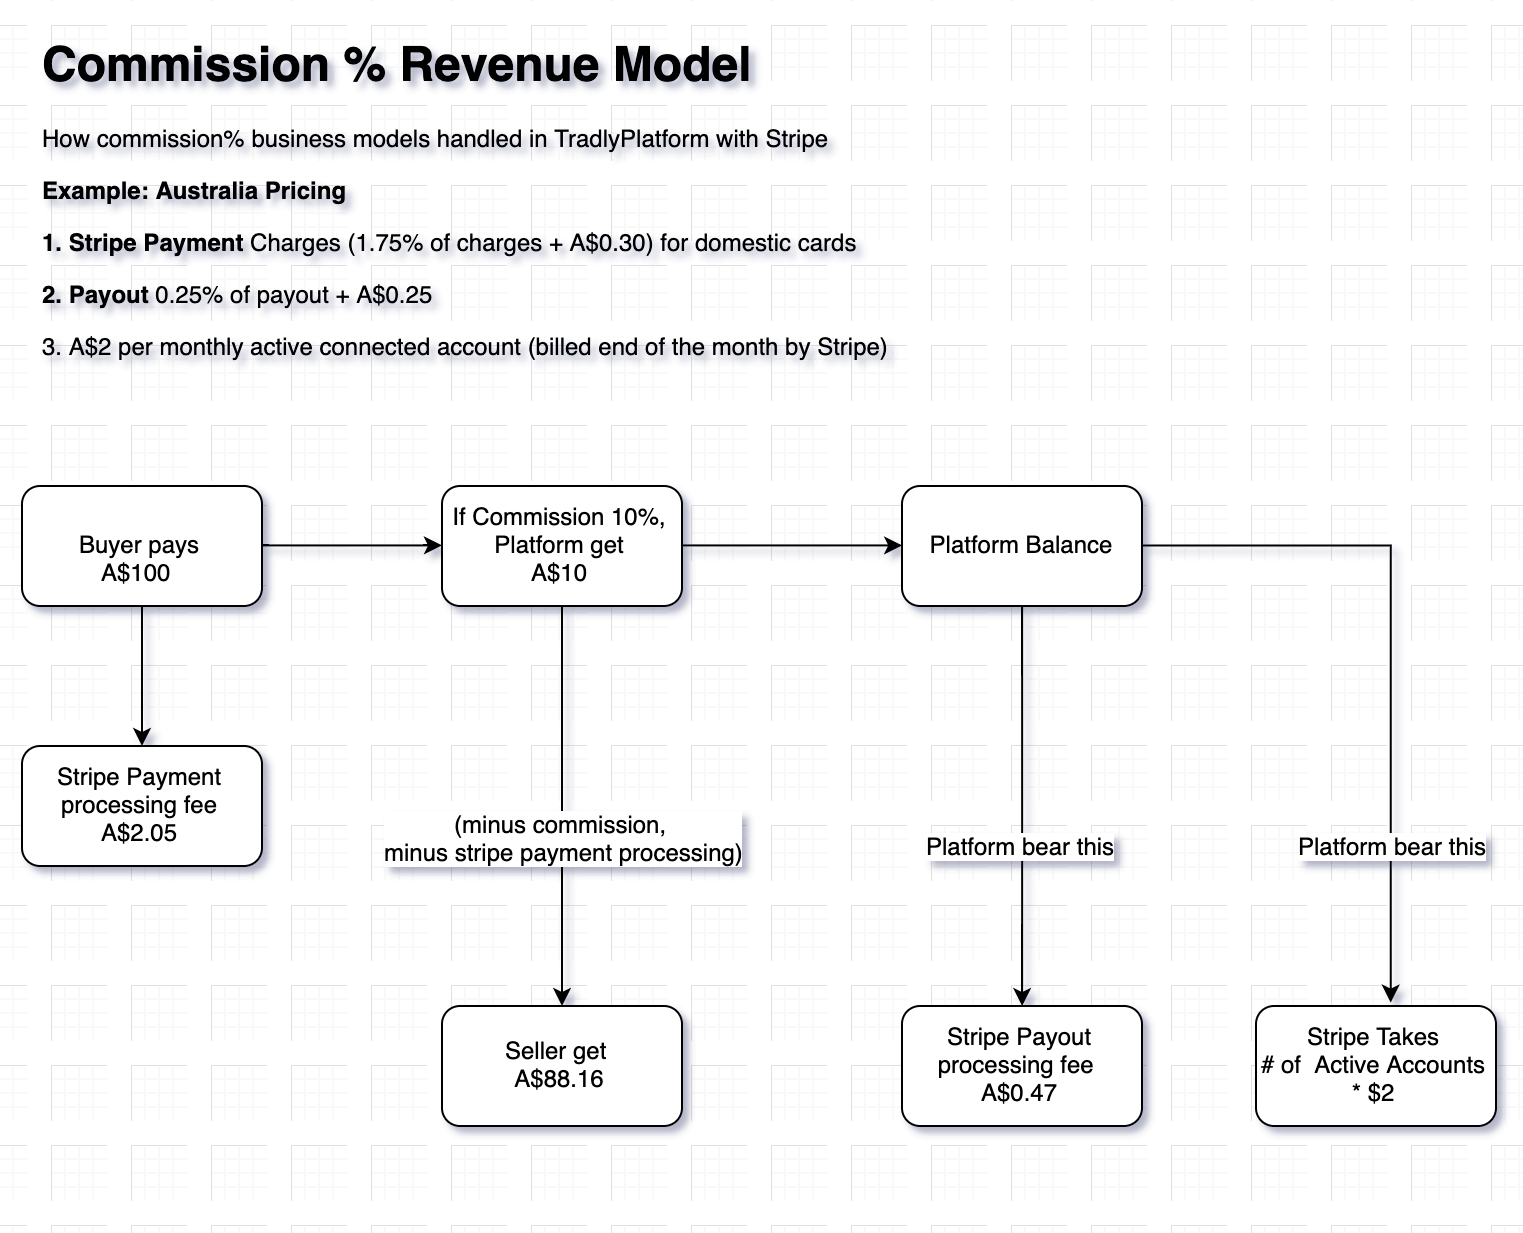 Commission % Revenue Model
How commission% business models handled in TradlyPlatform with Stripe
Example: Australia Pricing
1. Stripe Payment Charges (1.75% of charges + A$0.30) for domestic cards
2. Payout 0.25% of payout + A$0.25
3. A$2 per monthly active connected account (billed end of the month by Stripe)
Buyer pays
A$100
If Commission 10%,
Platform get
A$10
Platform Balance
Stripe Payment
processing fee
A$2.05
(minus commission,
minus stripe payment processing)
Platform bear this
Platform bear this
Seller get
A$88.16
Stripe Payout
processing fee
A$0.47
Stripe Takes
# of  Active Accounts
* $2